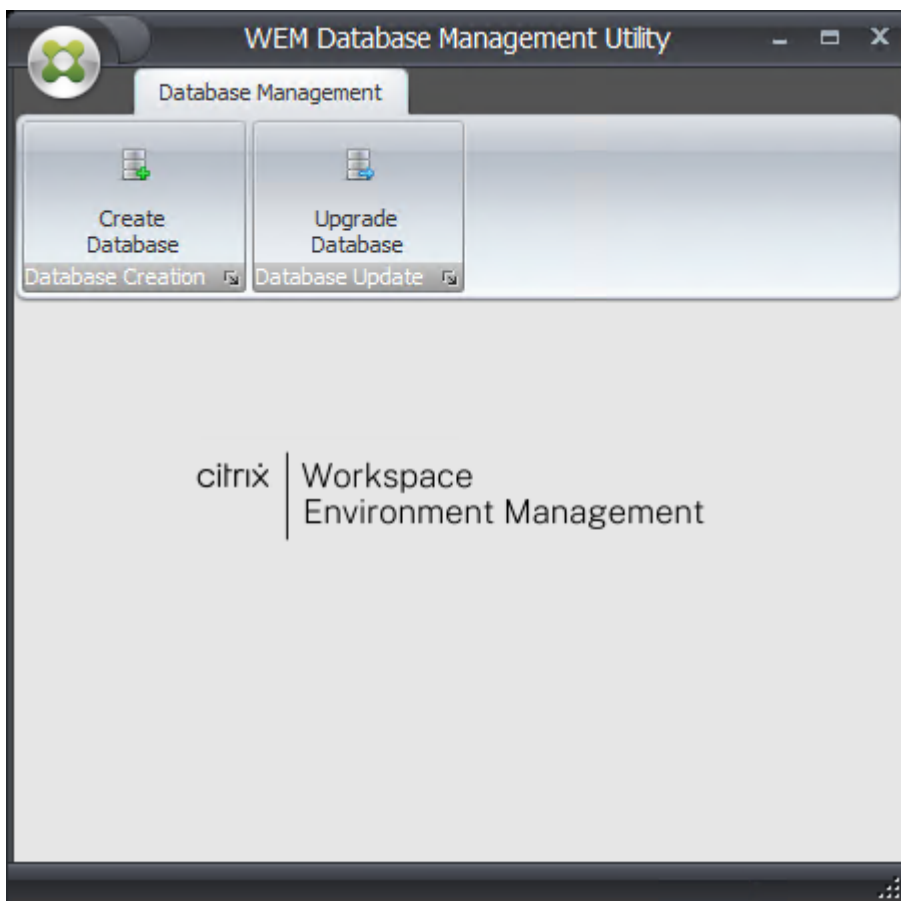 WEM Database Management Utility
Database Management
Create
Database
Upgrade
Database
Database Creation
Database Update
citrix
Workspace
Environment Management